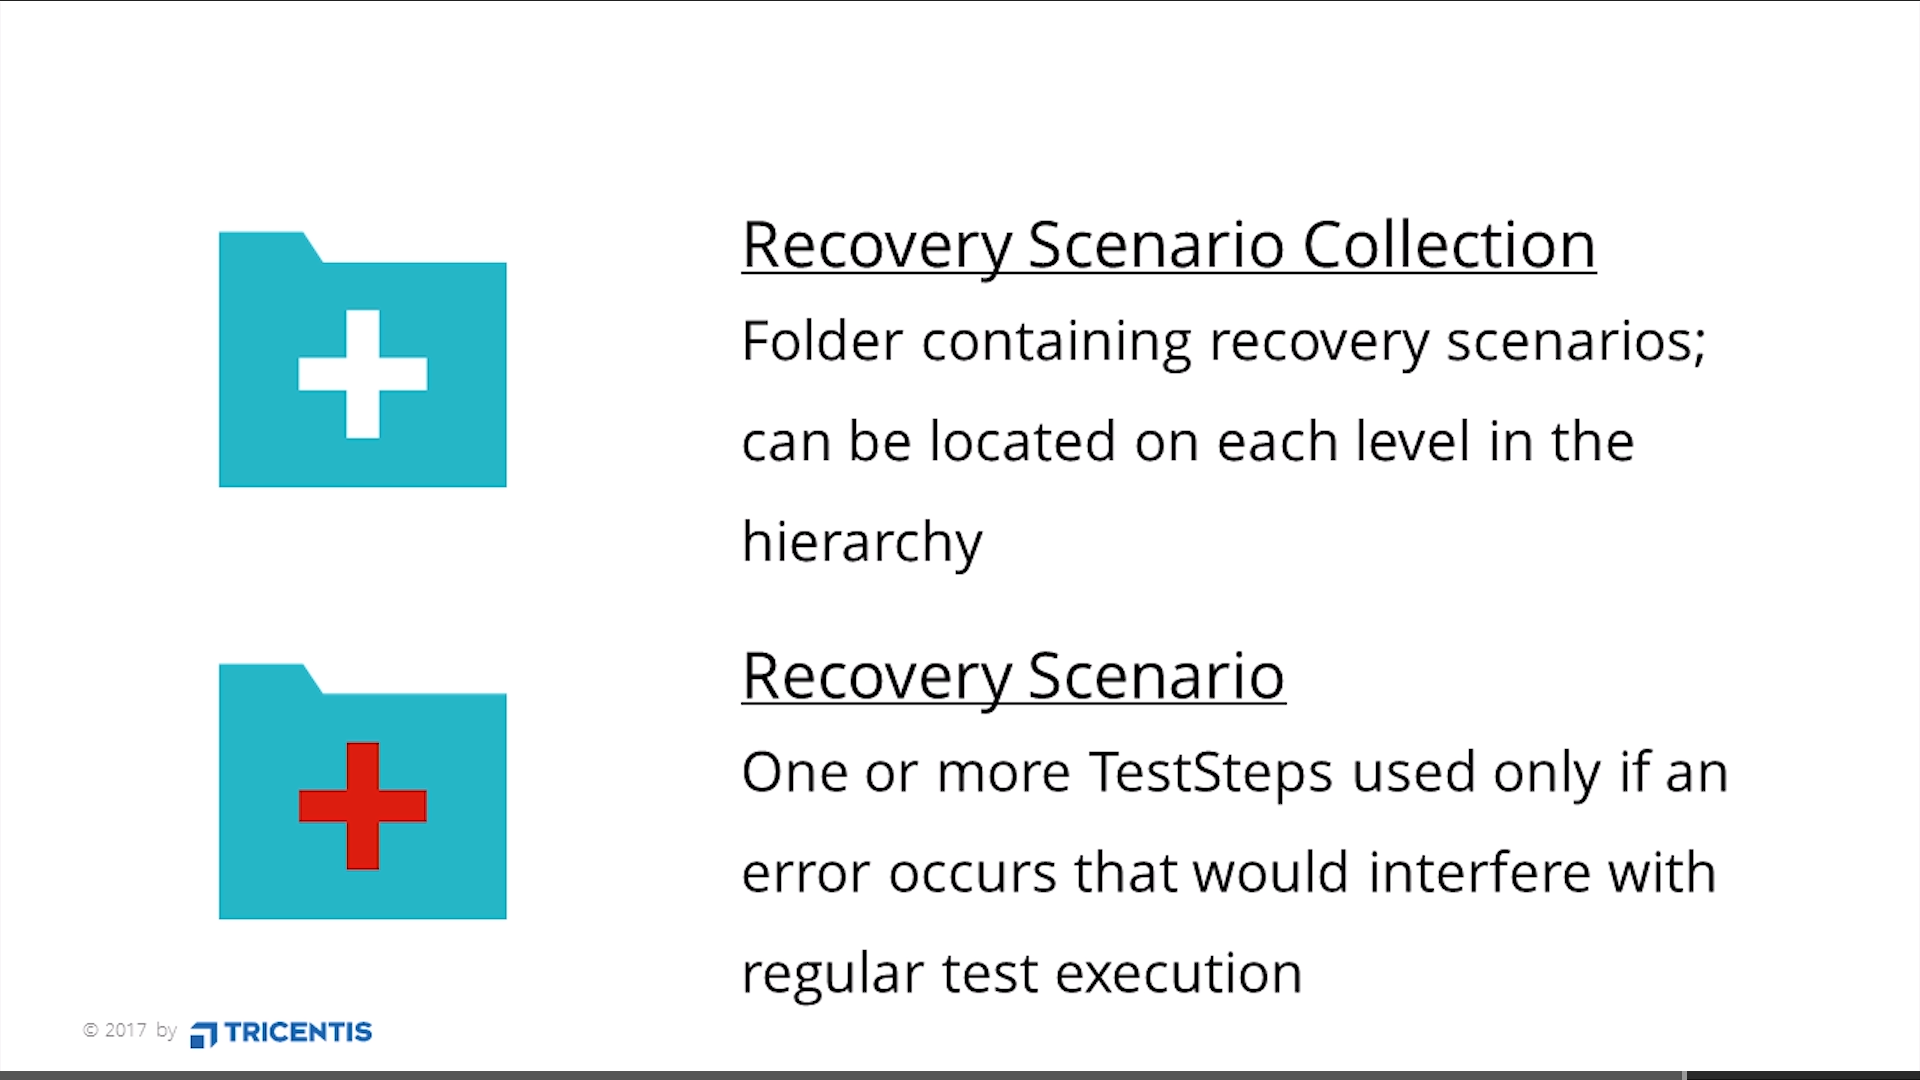 Recovery Scenario Collection
Folder containing recovery scenarios;
can be located on each level in the
hierarchy
Recovery Scenario
One or more TestSteps used only if an
error occurs that would interfere with
regular test execution
© 2017 by TRICENTIS